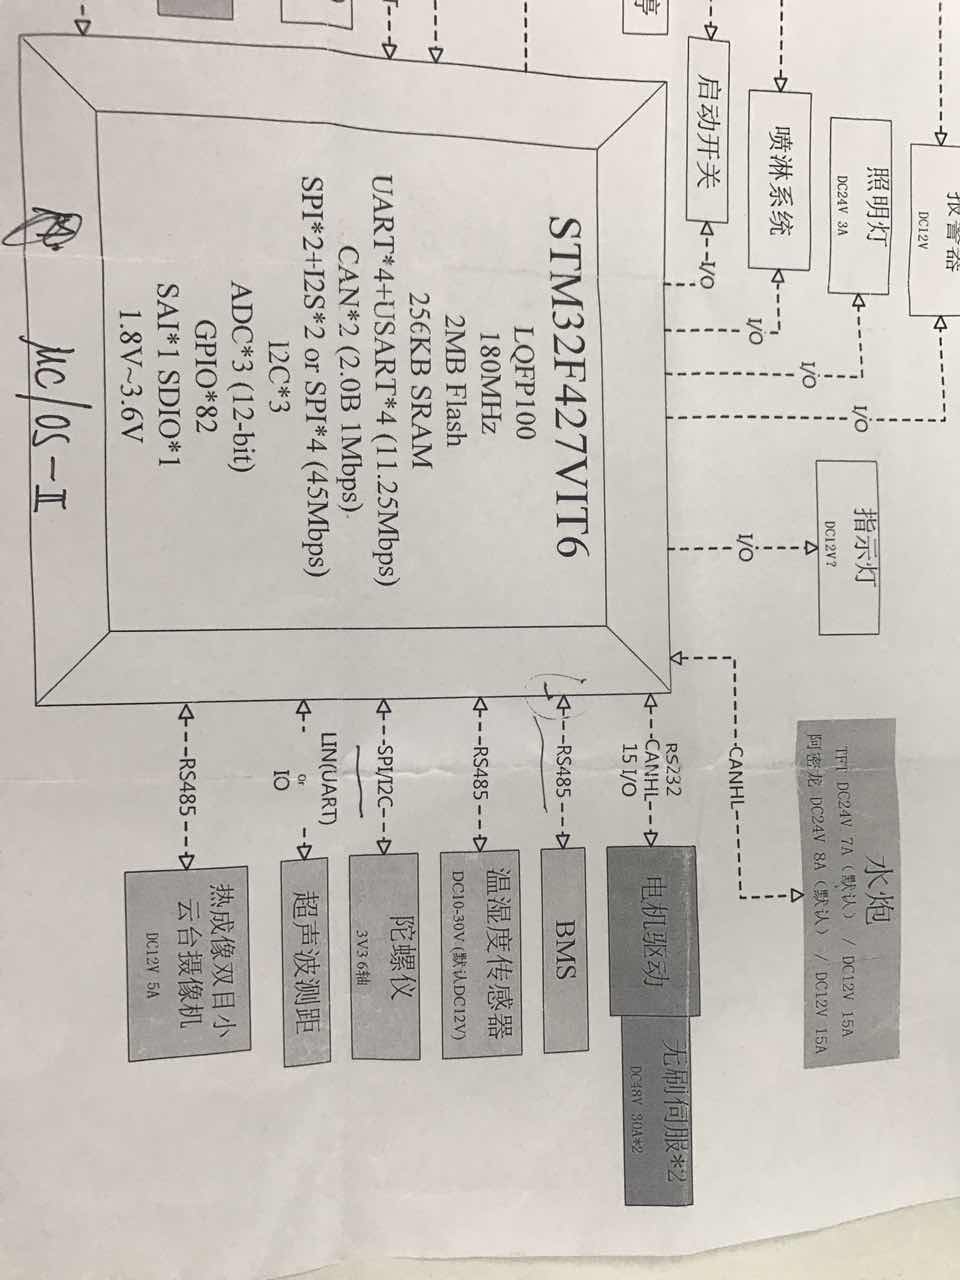 停
启动开关
喷淋系统
照明灯
DC24V 3A
报警器
DC12V
I/O
I/O
I/O
I/O
指示灯
DC12V?
I/O
STM32F427VIT6
LQFP100
180MHz
2MB Flash
256KB SRAM
UART*4+USART*4 (11.25Mbps)
CAN*2 (2.0B 1Mbps)
SPI*2+I2S*2 or SPI*4 (45Mbps)
I2C*3
ADC*3 (12-bit)
GPIO*82
SAI*1 SDIO*1
1.8V~3.6V
μC/OS-II
CANHL
水炮
TFT DC24V 7A (默认) / DC12V 15A
阿密龙 DC24V 8A (默认) / DC12V 15A
RS232
CANHL
15 I/O
电机驱动
无刷伺服*2
DC48V 30A*2
RS485
BMS
RS485
温湿度传感器
DC10-30V(默认DC12V)
SPI/I2C
陀螺仪
3V3 6轴
LIN(UART)
or
IO
超声波测距
RS485
热成像双目小
云台摄像机
DC12V 5A